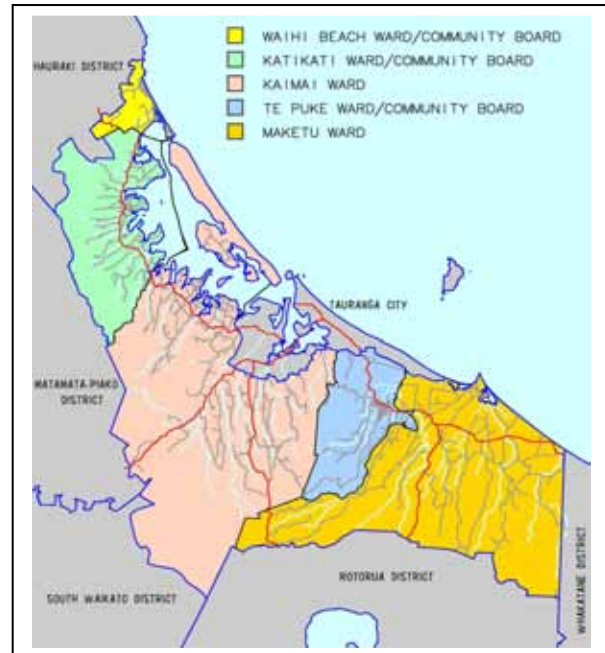 WAIHI BEACH WARD/COMMUNITY BOARD
KATIKATI WARD/COMMUNITY BOARD
KAIMAI WARD
TE PUKE WARD/COMMUNITY BOARD
MAKETU WARD
HAURAKI DISTRICT
TAURANGA CITY
MATAMATA-PIAKO
DISTRICT
SOUTH WAIKATO DISTRICT
ROTORUA DISTRICT
WHAKATANE DISTRICT